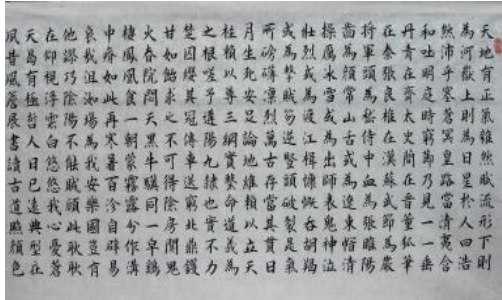 天地有正氣雜然賦流形下則
為河嶽上則為日星於人曰浩
然沛乎塞蒼冥皇路當清夷含
和吐明庭時窮節乃見一一垂
丹青在齊太史簡在晉董狐筆
在秦張良椎在漢蘇武節為嚴
將軍頭為嵇侍中血為張睢陽
齒為顏常山舌或為遼東帽清
操厲冰雪或為出師表鬼神泣
壯烈或為渡江楫慷慨吞胡羯
或為擊賊笏逆豎頭破裂是氣
所磅礴凜烈萬古存當其貫日
月生死安足論地維賴以立天
柱賴以尊三綱實繫命道義為
之根嗟予遘陽九隸也實不力
楚囚纓其冠傳車送窮北鼎鑊
甘如飴求之不可得陰房闃鬼
火春院閟天黑牛驥同一皁雞
棲鳳凰食一朝蒙霧露分作溝
中瘠如此再寒暑百沴自辟易
哀哉沮洳場為我安樂國豈有
他繆巧陰陽不能賊顧此耿耿
在仰視浮雲白悠悠我心憂蒼
天曷有極哲人日已遠典型在
夙昔風簷展書讀古道照顏色